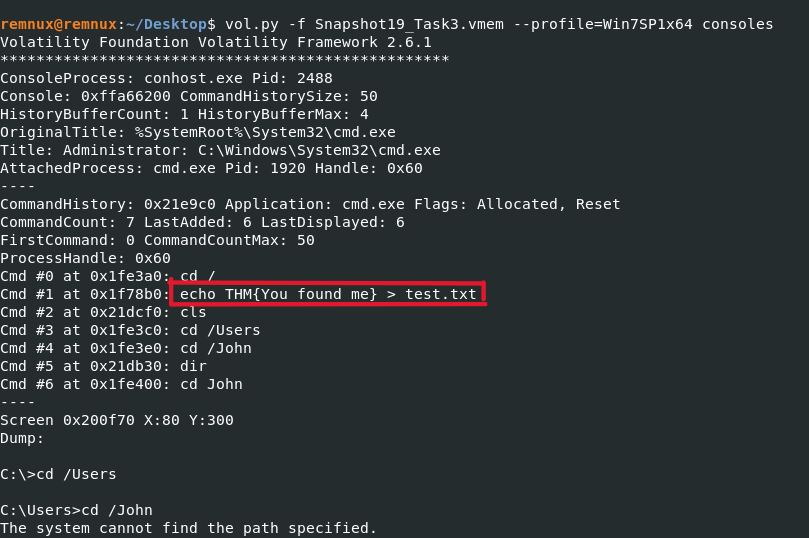 remnux@remnux:~/Desktop$ vol.py -f Snapshot19_Task3.vmem --profile=Win7SP1x64 consoles
Volatility Foundation Volatility Framework 2.6.1
**************************************************
ConsoleProcess: conhost.exe Pid: 2488
Console: 0xffa66200 CommandHistorySize: 50
HistoryBufferCount: 1 HistoryBufferMax: 4
OriginalTitle: %SystemRoot%\System32\cmd.exe
Title: Administrator: C:\Windows\System32\cmd.exe
AttachedProcess: cmd.exe Pid: 1920 Handle: 0x60
----
CommandHistory: 0x21e9c0 Application: cmd.exe Flags: Allocated, Reset
CommandCount: 7 LastAdded: 6 LastDisplayed: 6
FirstCommand: 0 CommandCountMax: 50
ProcessHandle: 0x60
Cmd #0 at 0x1fe3a0: cd /
Cmd #1 at 0x1f78b0: echo THM{You found me} > test.txt
Cmd #2 at 0x21dcf0: cls
Cmd #3 at 0x1fe3c0: cd /Users
Cmd #4 at 0x1fe3e0: cd /John
Cmd #5 at 0x21db30: dir
Cmd #6 at 0x1fe400: cd John
----
Screen 0x200f70 X:80 Y:300
Dump:
C:\>cd /Users
C:\Users>cd /John
The system cannot find the path specified.